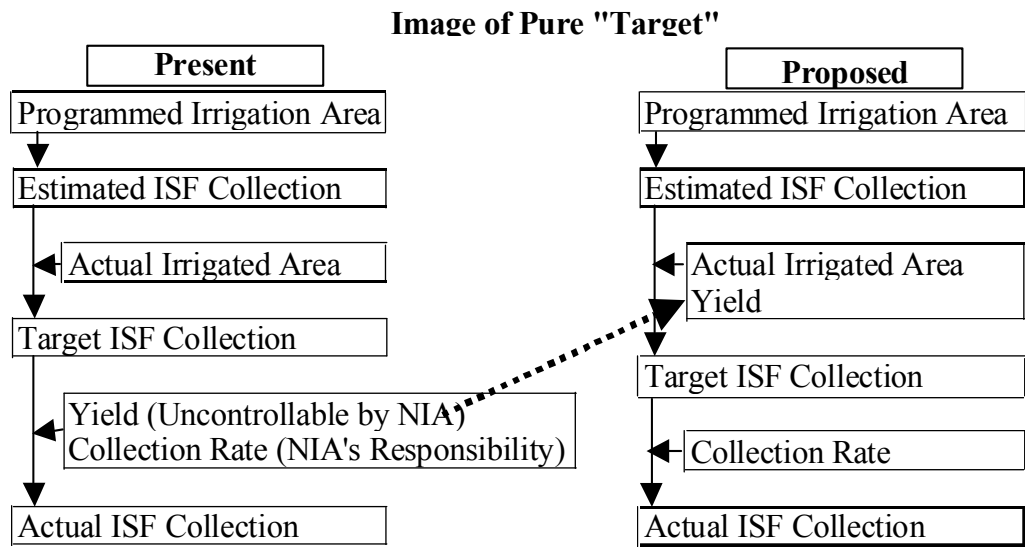 Image of Pure "Target"
Present
Programmed Irrigation Area
Estimated ISF Collection
Actual Irrigated Area
Target ISF Collection
Yield (Uncontrollable by NIA)
Collection Rate (NIA's Responsibility)
Actual ISF Collection
Proposed
Programmed Irrigation Area
Estimated ISF Collection
Actual Irrigated Area
Yield
Target ISF Collection
Collection Rate
Actual ISF Collection